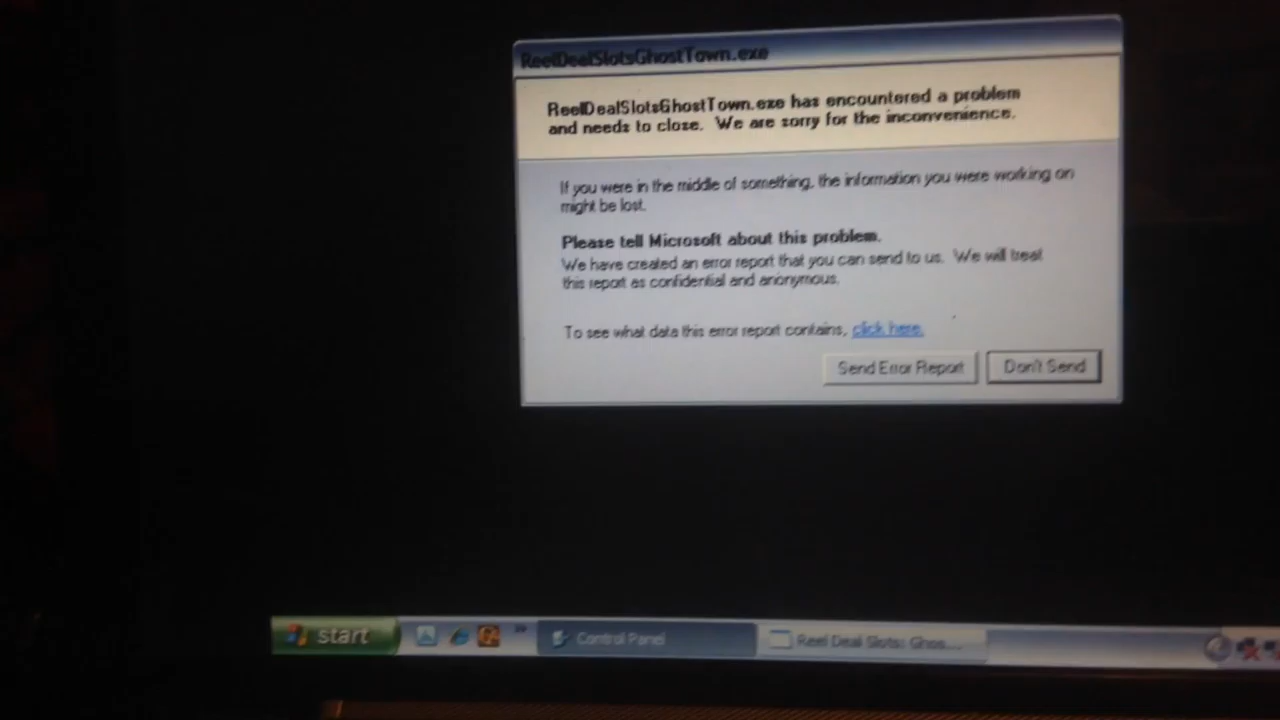 ReelDealSlotsGhostTown.exe
ReelDealSlotsGhostTown.exe has encountered a problem
and needs to close. We are sorry for the inconvenience.
If you were in the middle of something, the information you were working on
might be lost.
Please tell Microsoft about this problem.
We have created an error report that you can send to us. We will treat
this report as confidential and anonymous.
To see what data this error report contains, click here.
Send Error Report Don't Send
start Control Panel Reel Deal Slots: Ghos...